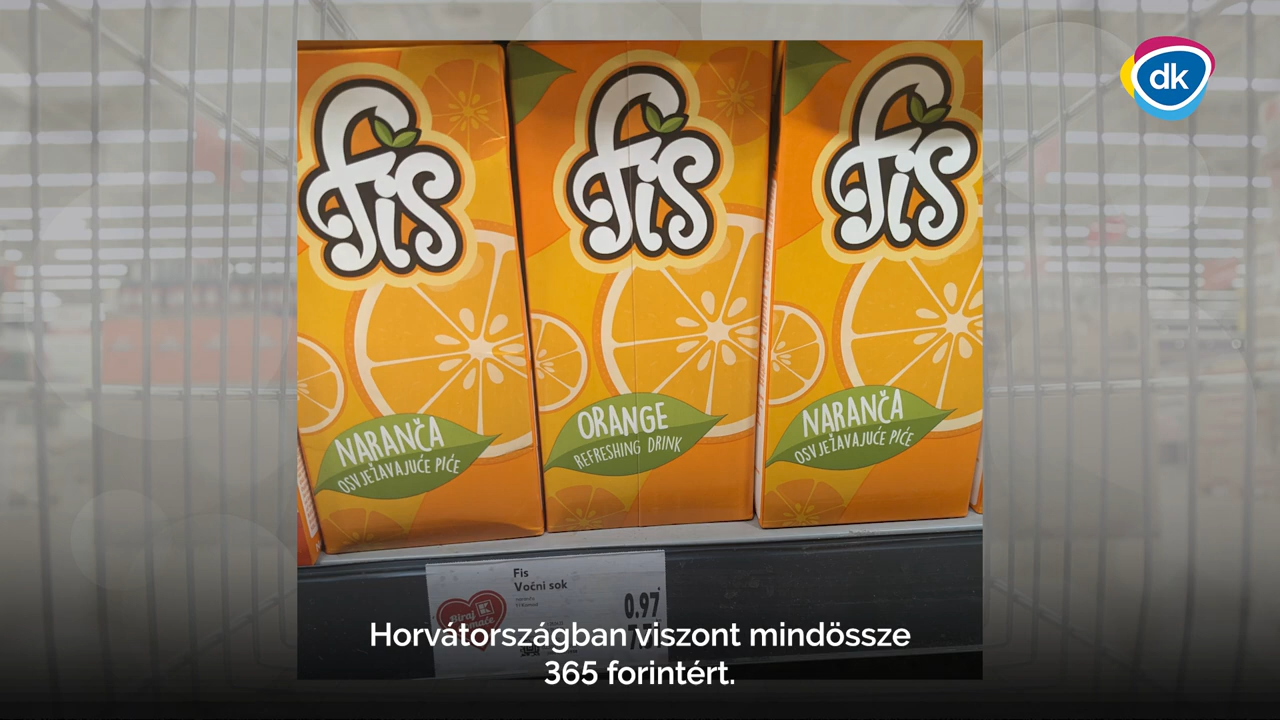 dk
fis
fis
fis
NARANČA
OSVJEŽAVAJUĆE PIĆE
ORANGE
REFRESHING DRINK
NARANČA
OSVJEŽAVAJUĆE PIĆE
Fis
Voćni sok
0.97
Biraj
Horvátországban viszont mindössze
365 forintért.